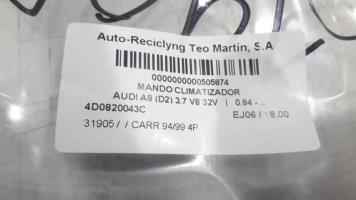 Auto-Reciclyng Teo Martín, S.A
0000000000505874
MANDO CLIMATIZADOR
AUDI A8 (D2) 3.7 V8 32V | 0.94 - ..
4D0820043C EJ06 / 18,00
31905 / / CARR 94/99 4P